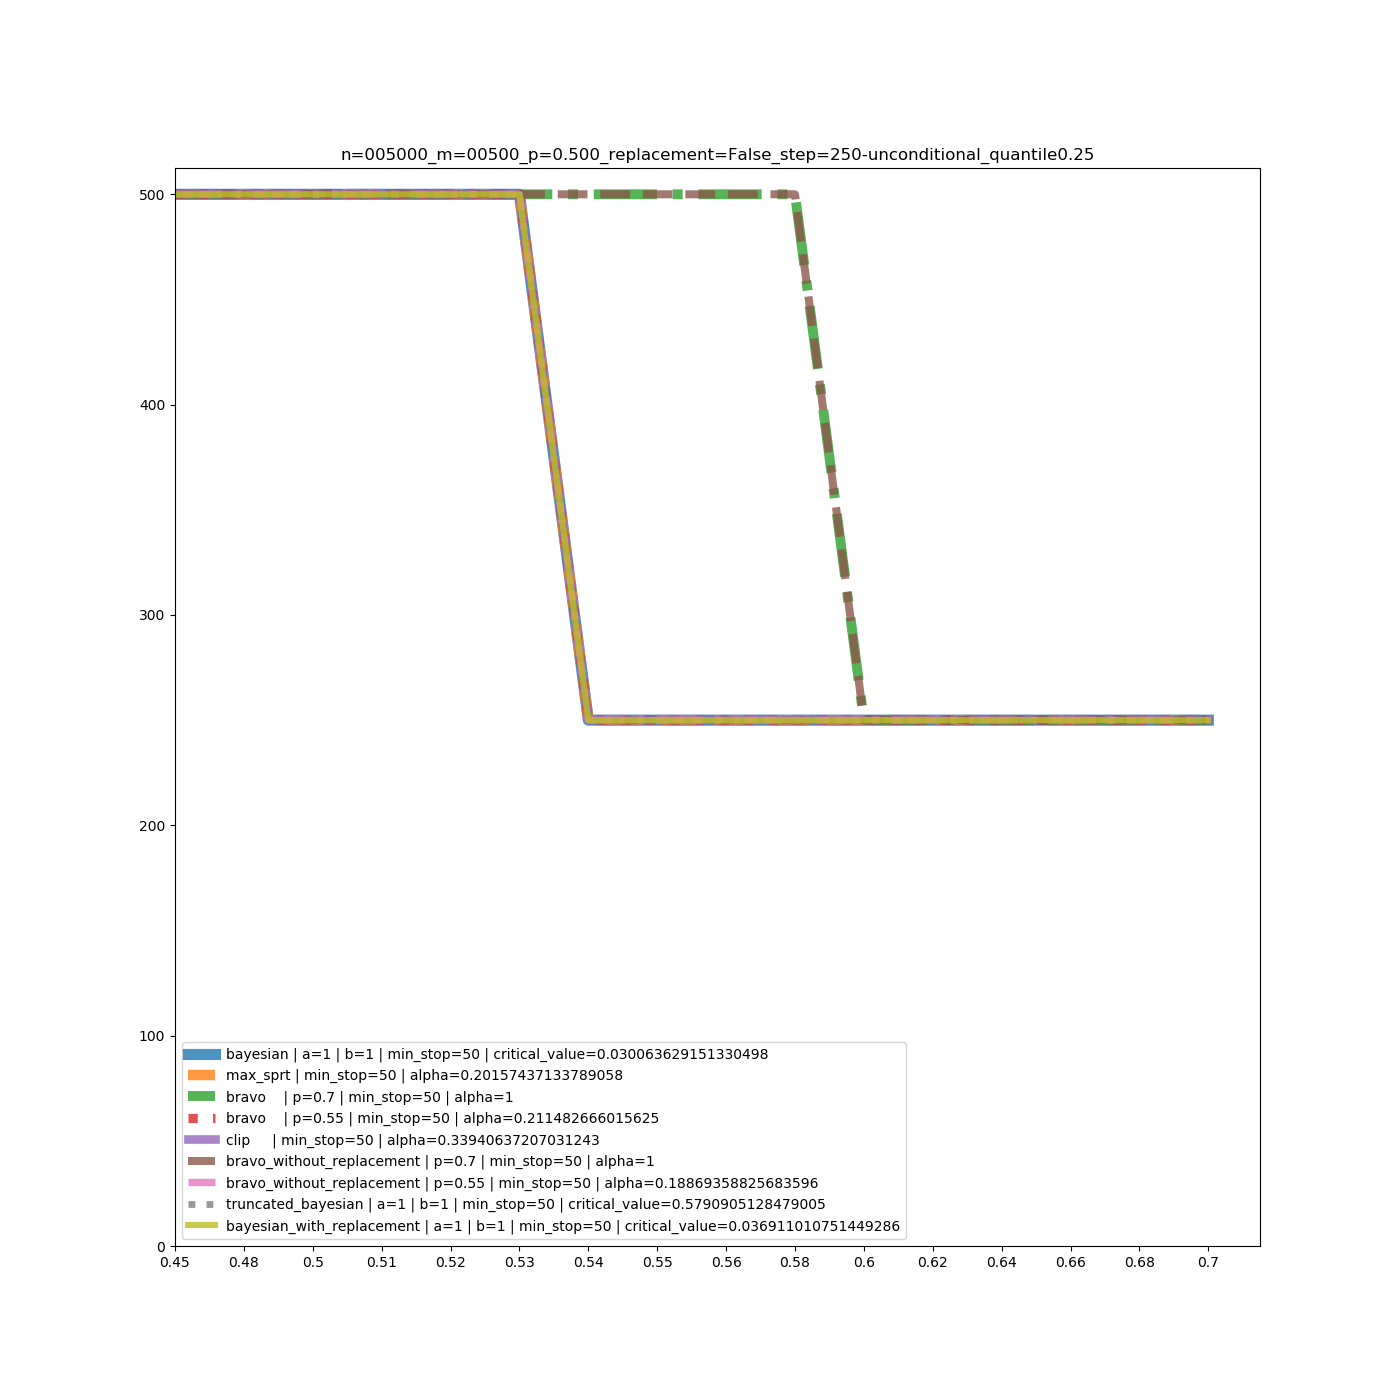 n=005000_m=00500_p=0.500_replacement=False_step=250-unconditional_quantile0.25
500
400
300
200
100
0
bayesian | a=1 | b=1 | min_stop=50 | critical_value=0.030063629151330498
max_sprt | min_stop=50 | alpha=0.20157437133789058
bravo | p=0.7 | min_stop=50 | alpha=1
bravo | p=0.55 | min_stop=50 | alpha=0.211482666015625
clip | min_stop=50 | alpha=0.33940637207031243
bravo_without_replacement | p=0.7 | min_stop=50 | alpha=1
bravo_without_replacement | p=0.55 | min_stop=50 | alpha=0.18869358825683596
truncated_bayesian | a=1 | b=1 | min_stop=50 | critical_value=0.5790905128479005
bayesian_with_replacement | a=1 | b=1 | min_stop=50 | critical_value=0.036911010751449286
0.45 0.48 0.5 0.51 0.52 0.53 0.54 0.55 0.56 0.58 0.6 0.62 0.64 0.66 0.68 0.7